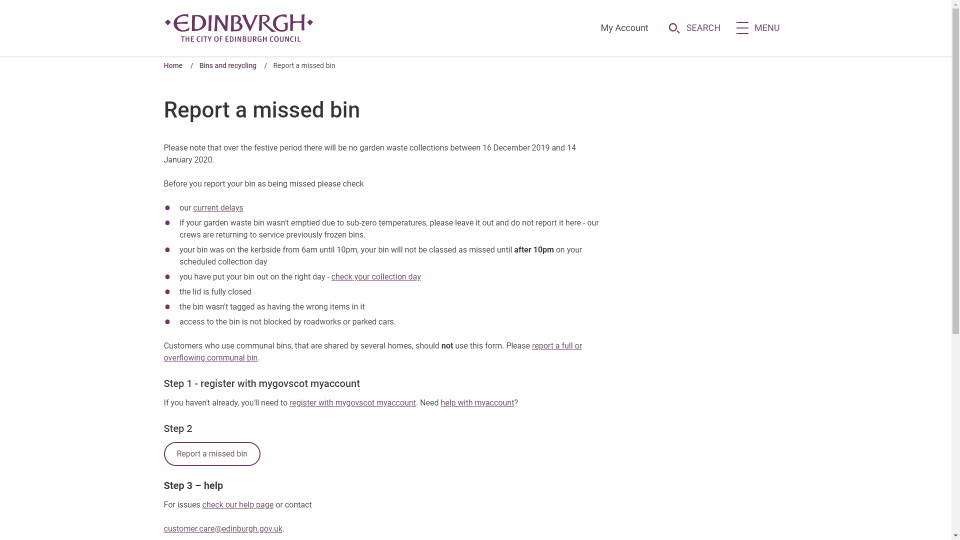 EDINBVRGH
THE CITY OF EDINBURGH COUNCIL
My Account
SEARCH
MENU
Home / Bins and recycling / Report a missed bin
Report a missed bin
Please note that over the festive period there will be no garden waste collections between 16 December 2019 and 14
January 2020.
Before you report your bin as being missed please check
our current delays
if your garden waste bin wasn't emptied due to sub-zero temperatures, please leave it out and do not report it here - our
crews are returning to service previously frozen bins.
your bin was on the kerbside from 6am until 10pm, your bin will not be classed as missed until after 10pm on your
scheduled collection day
you have put your bin out on the right day - check your collection day
the lid is fully closed
the bin wasn't tagged as having the wrong items in it
access to the bin is not blocked by roadworks or parked cars.
Customers who use communal bins, that are shared by several homes, should not use this form. Please report a full or
overflowing communal bin.
Step 1 - register with mygovscot myaccount
If you haven't already, you'll need to register with mygovscot myaccount. Need help with myaccount?
Step 2
Report a missed bin
Step 3 – help
For issues check our help page or contact
customer.care@edinburgh.gov.uk.